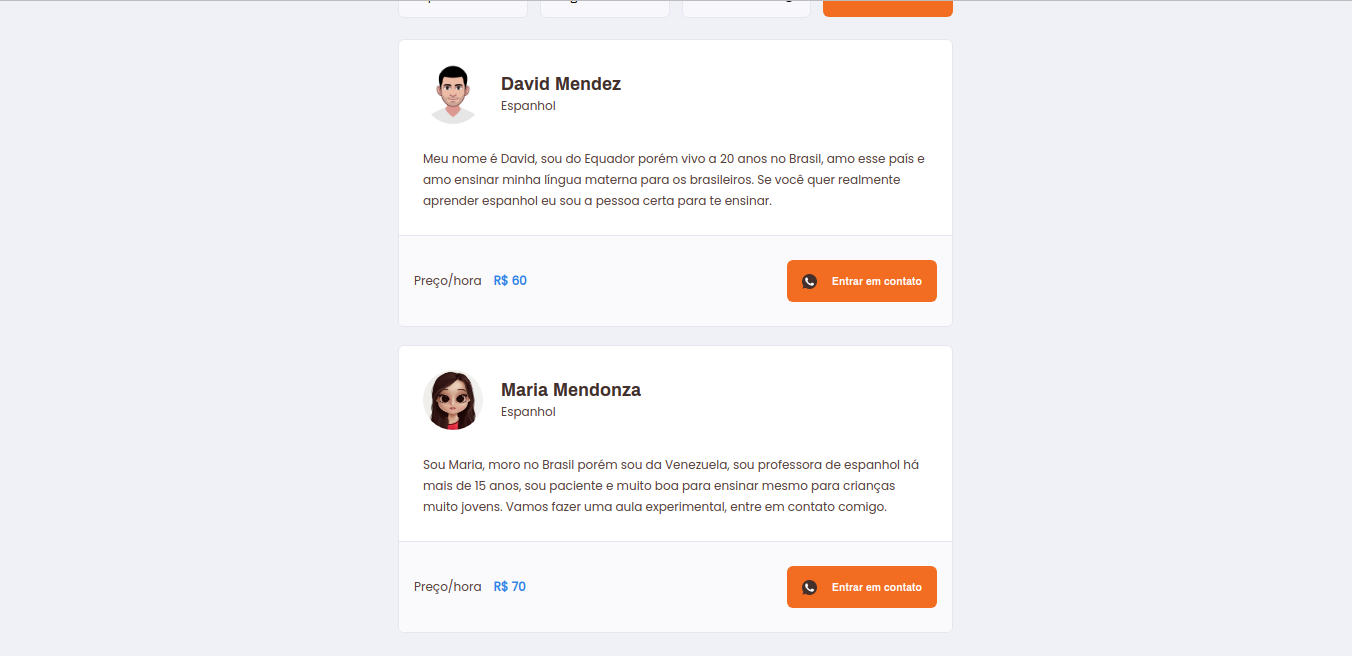 David Mendez
Espanhol
Meu nome é David, sou do Equador porém vivo a 20 anos no Brasil, amo esse país e
amo ensinar minha língua materna para os brasileiros. Se você quer realmente
aprender espanhol eu sou a pessoa certa para te ensinar.
Preço/hora R$ 60 Entrar em contato
Maria Mendonza
Espanhol
Sou Maria, moro no Brasil porém sou da Venezuela, sou professora de espanhol há
mais de 15 anos, sou paciente e muito boa para ensinar mesmo para crianças
muito jovens. Vamos fazer uma aula experimental, entre em contato comigo.
Preço/hora R$ 70 Entrar em contato